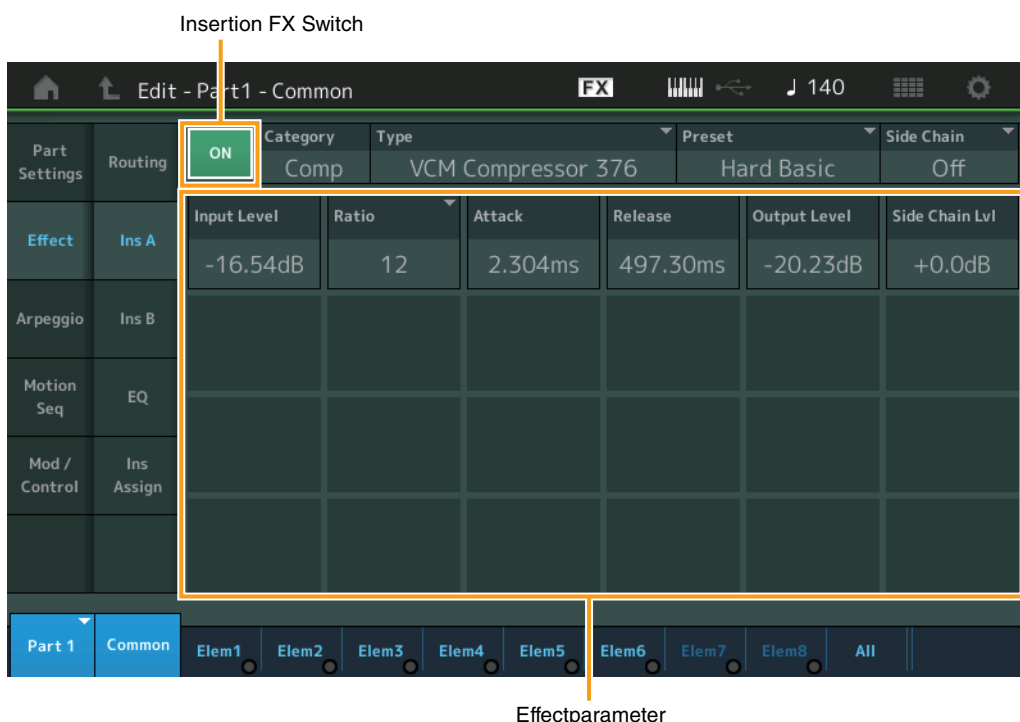 Insertion FX Switch
Edit - Part1 - Common
FX
140
Part Settings
Routing
ON
Category
Comp
Type
VCM Compressor 376
Preset
Hard Basic
Side Chain
Off
Effect
Ins A
Input Level
-16.54dB
Ratio
12
Attack
2.304ms
Release
497.30ms
Output Level
-20.23dB
Side Chain Lvl
+0.0dB
Arpeggio
Ins B
Motion Seq
EQ
Mod / Control
Ins Assign
Part 1
Common
Elem1
Elem2
Elem3
Elem4
Elem5
Elem6
Elem7
Elem8
All
Effectparameter